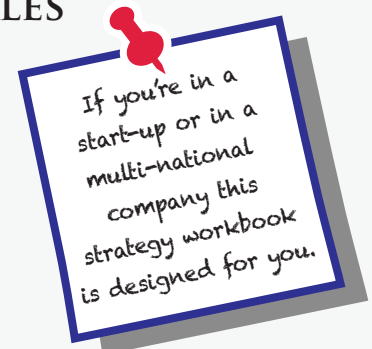 LES
If you're in a
start-up or in a
multi-national
company this
strategy workbook
is designed for you.